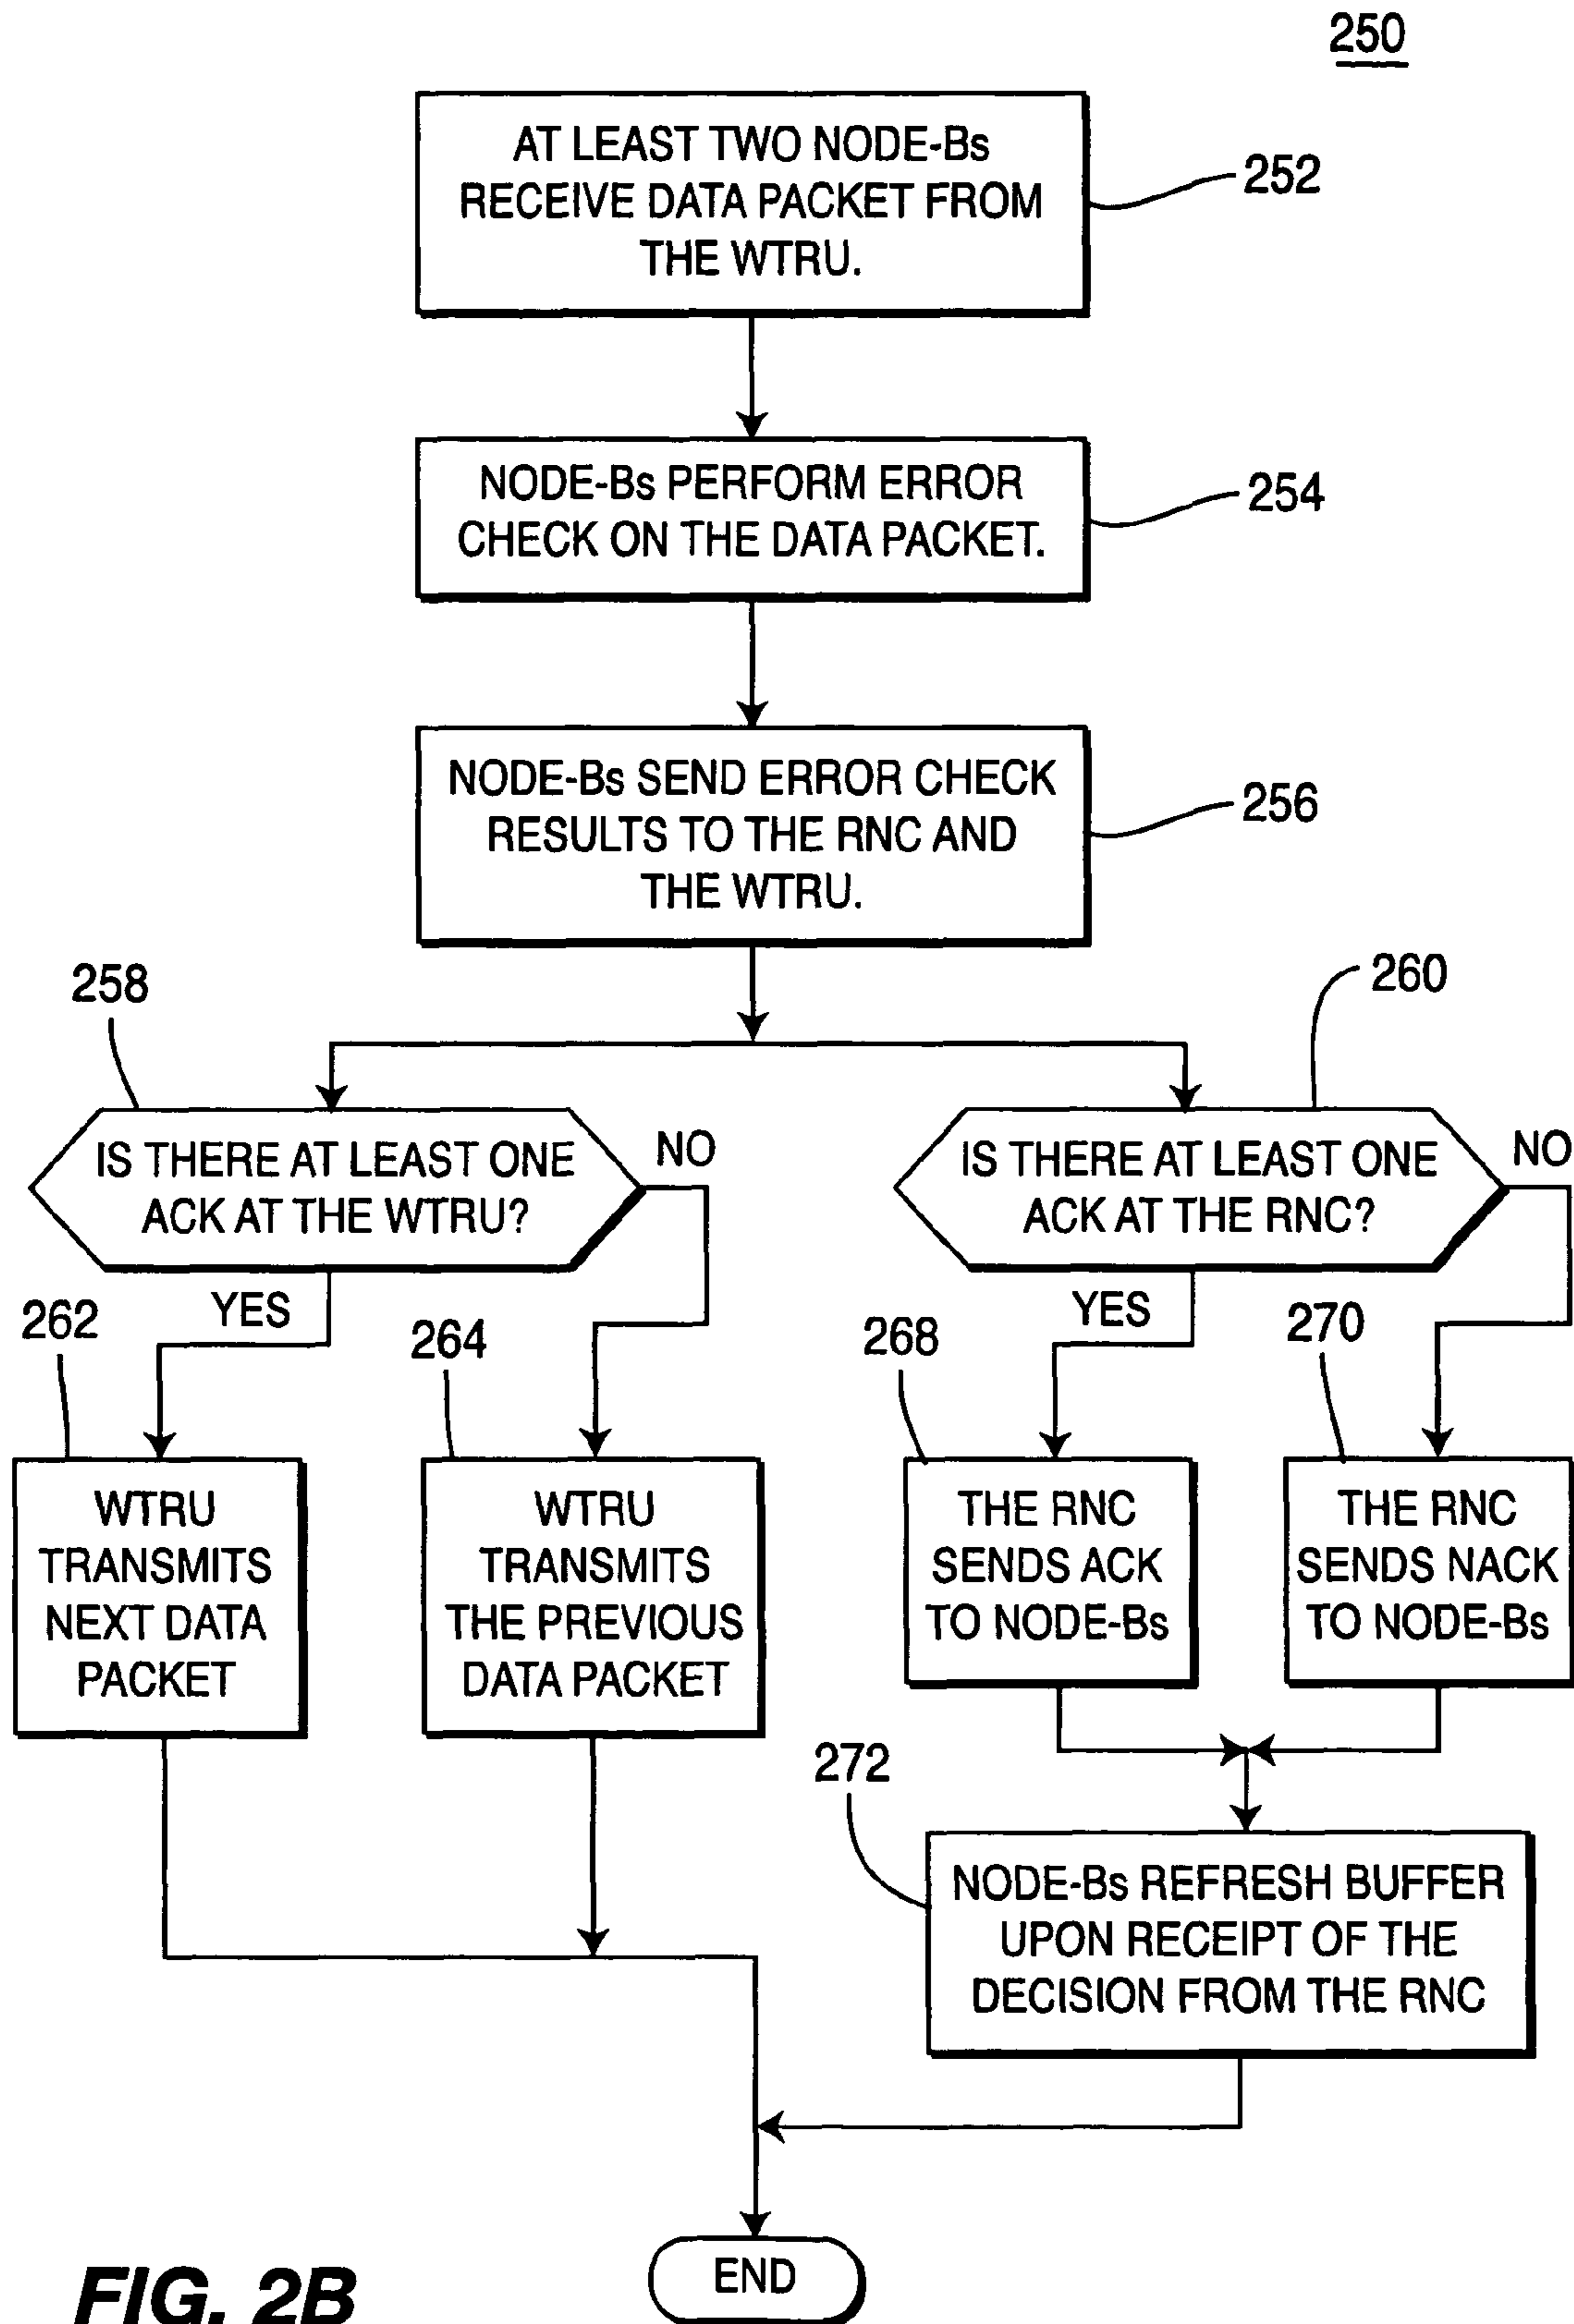 250
AT LEAST TWO NODE-Bs
RECEIVE DATA PACKET FROM
THE WTRU.
252
NODE-Bs PERFORM ERROR
CHECK ON THE DATA PACKET.
254
NODE-Bs SEND ERROR CHECK
RESULTS TO THE RNC AND
THE WTRU.
256
258
260
IS THERE AT LEAST ONE
ACK AT THE WTRU?
NO
YES
IS THERE AT LEAST ONE
ACK AT THE RNC?
NO
YES
262
264
268
270
WTRU
TRANSMITS
NEXT DATA
PACKET
WTRU
TRANSMITS
THE PREVIOUS
DATA PACKET
THE RNC
SENDS ACK
TO NODE-Bs
THE RNC
SENDS NACK
TO NODE-Bs
272
NODE-Bs REFRESH BUFFER
UPON RECEIPT OF THE
DECISION FROM THE RNC
END
FIG. 2B